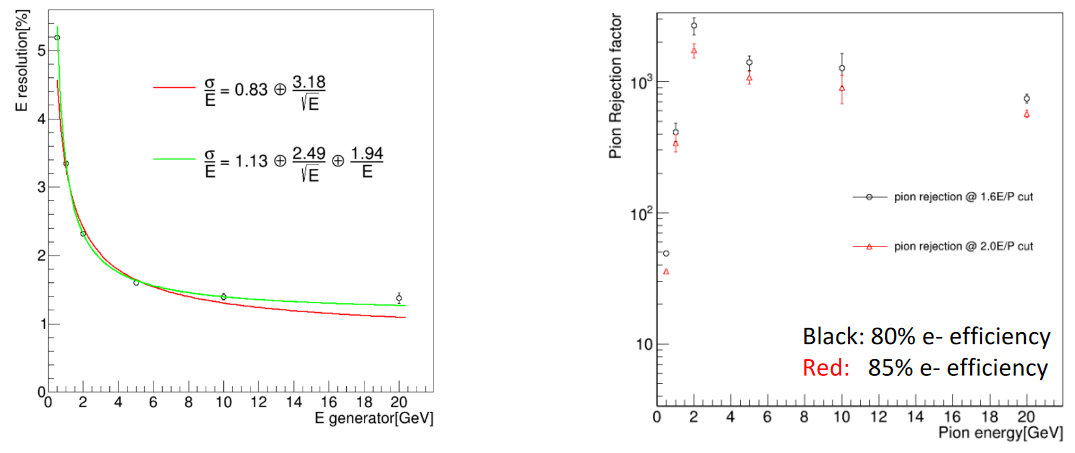 E resolution[%]
5
4
3
2
1
0
σ/E = 0.83 ⊕ 3.18/√E
σ/E = 1.13 ⊕ 2.49/√E ⊕ 1.94/E
0 2 4 6 8 10 12 14 16 18 20
E generator[GeV]
Pion Rejection factor
10³
10²
10
pion rejection @ 1.6E/P cut
pion rejection @ 2.0E/P cut
Black: 80% e- efficiency
Red: 85% e- efficiency
0 2 4 6 8 10 12 14 16 18 20
Pion energy[GeV]